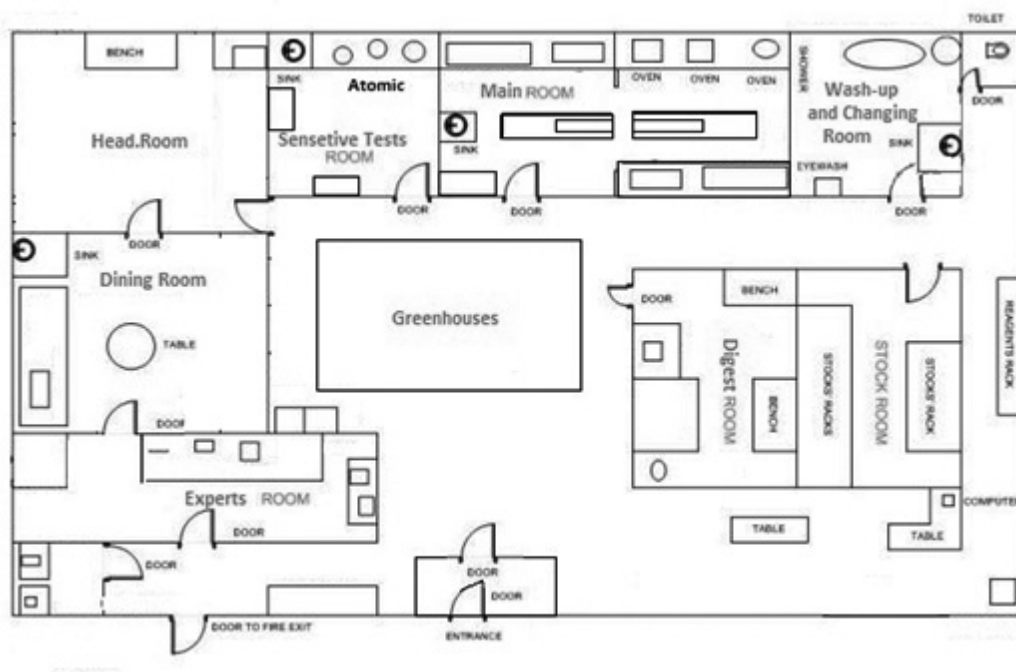 TOILET
BENCH
SINK
Atomic
Sensetive Tests
ROOM
DOOR
Head.Room
DOOR
Main ROOM
SINK
OVEN
OVEN
OVEN
DOOR
SHOWER
Wash-up
and Changing
Room
SINK
EYEWASH
DOOR
DOOR
SINK
Dining Room
TABLE
DOOF
Greenhouses
DOOR
BENCH
Digest ROOM
BENCH
STOCKS' RACKS
STOCK ROOM
STOCKS' RACK
REAGENTS RACK
Experts ROOM
DOOR
DOOR
DOOR TO FIRE EXIT
DOOR
DOOR
ENTRANCE
TABLE
COMPUTER
TABLE